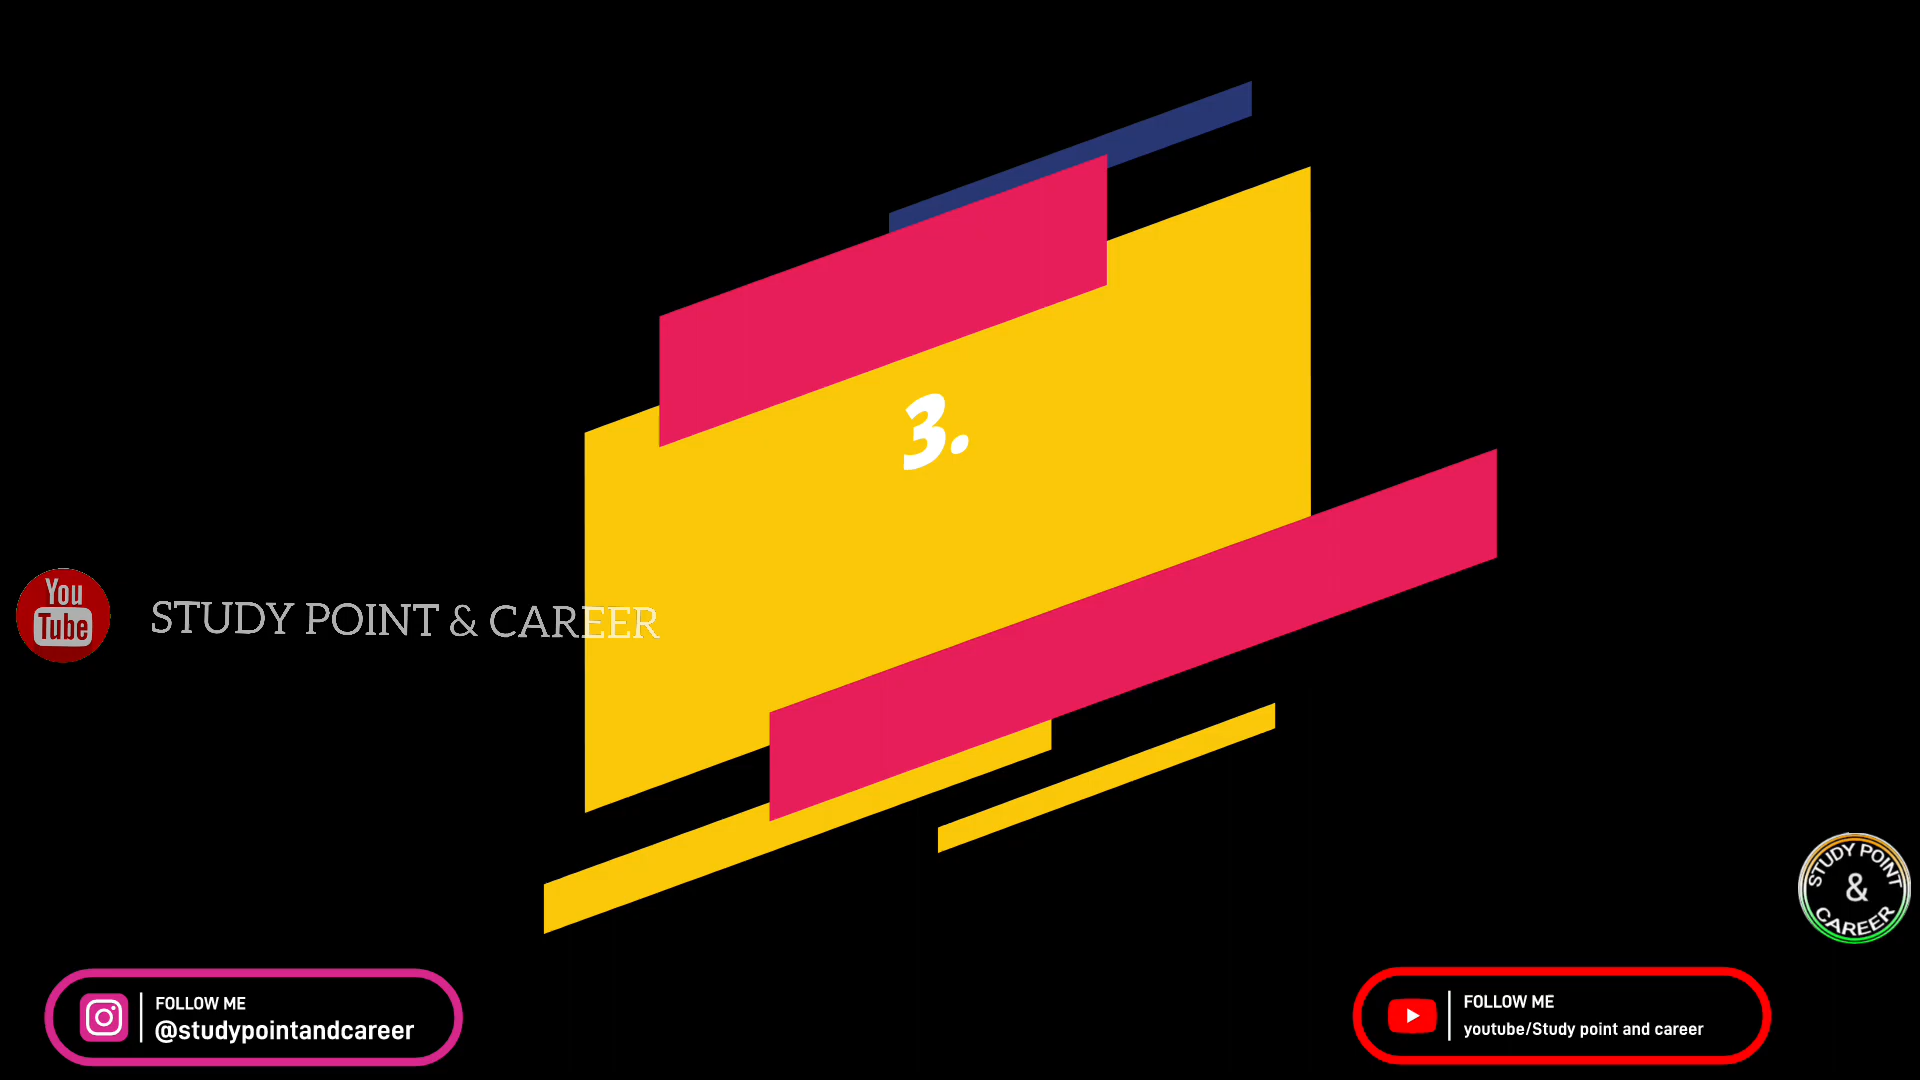 3.
You
Tube
STUDY POINT & CAREER
STUDY POINT
&
CAREER
FOLLOW ME
@studypointandcareer
FOLLOW ME
youtube/Study point and career